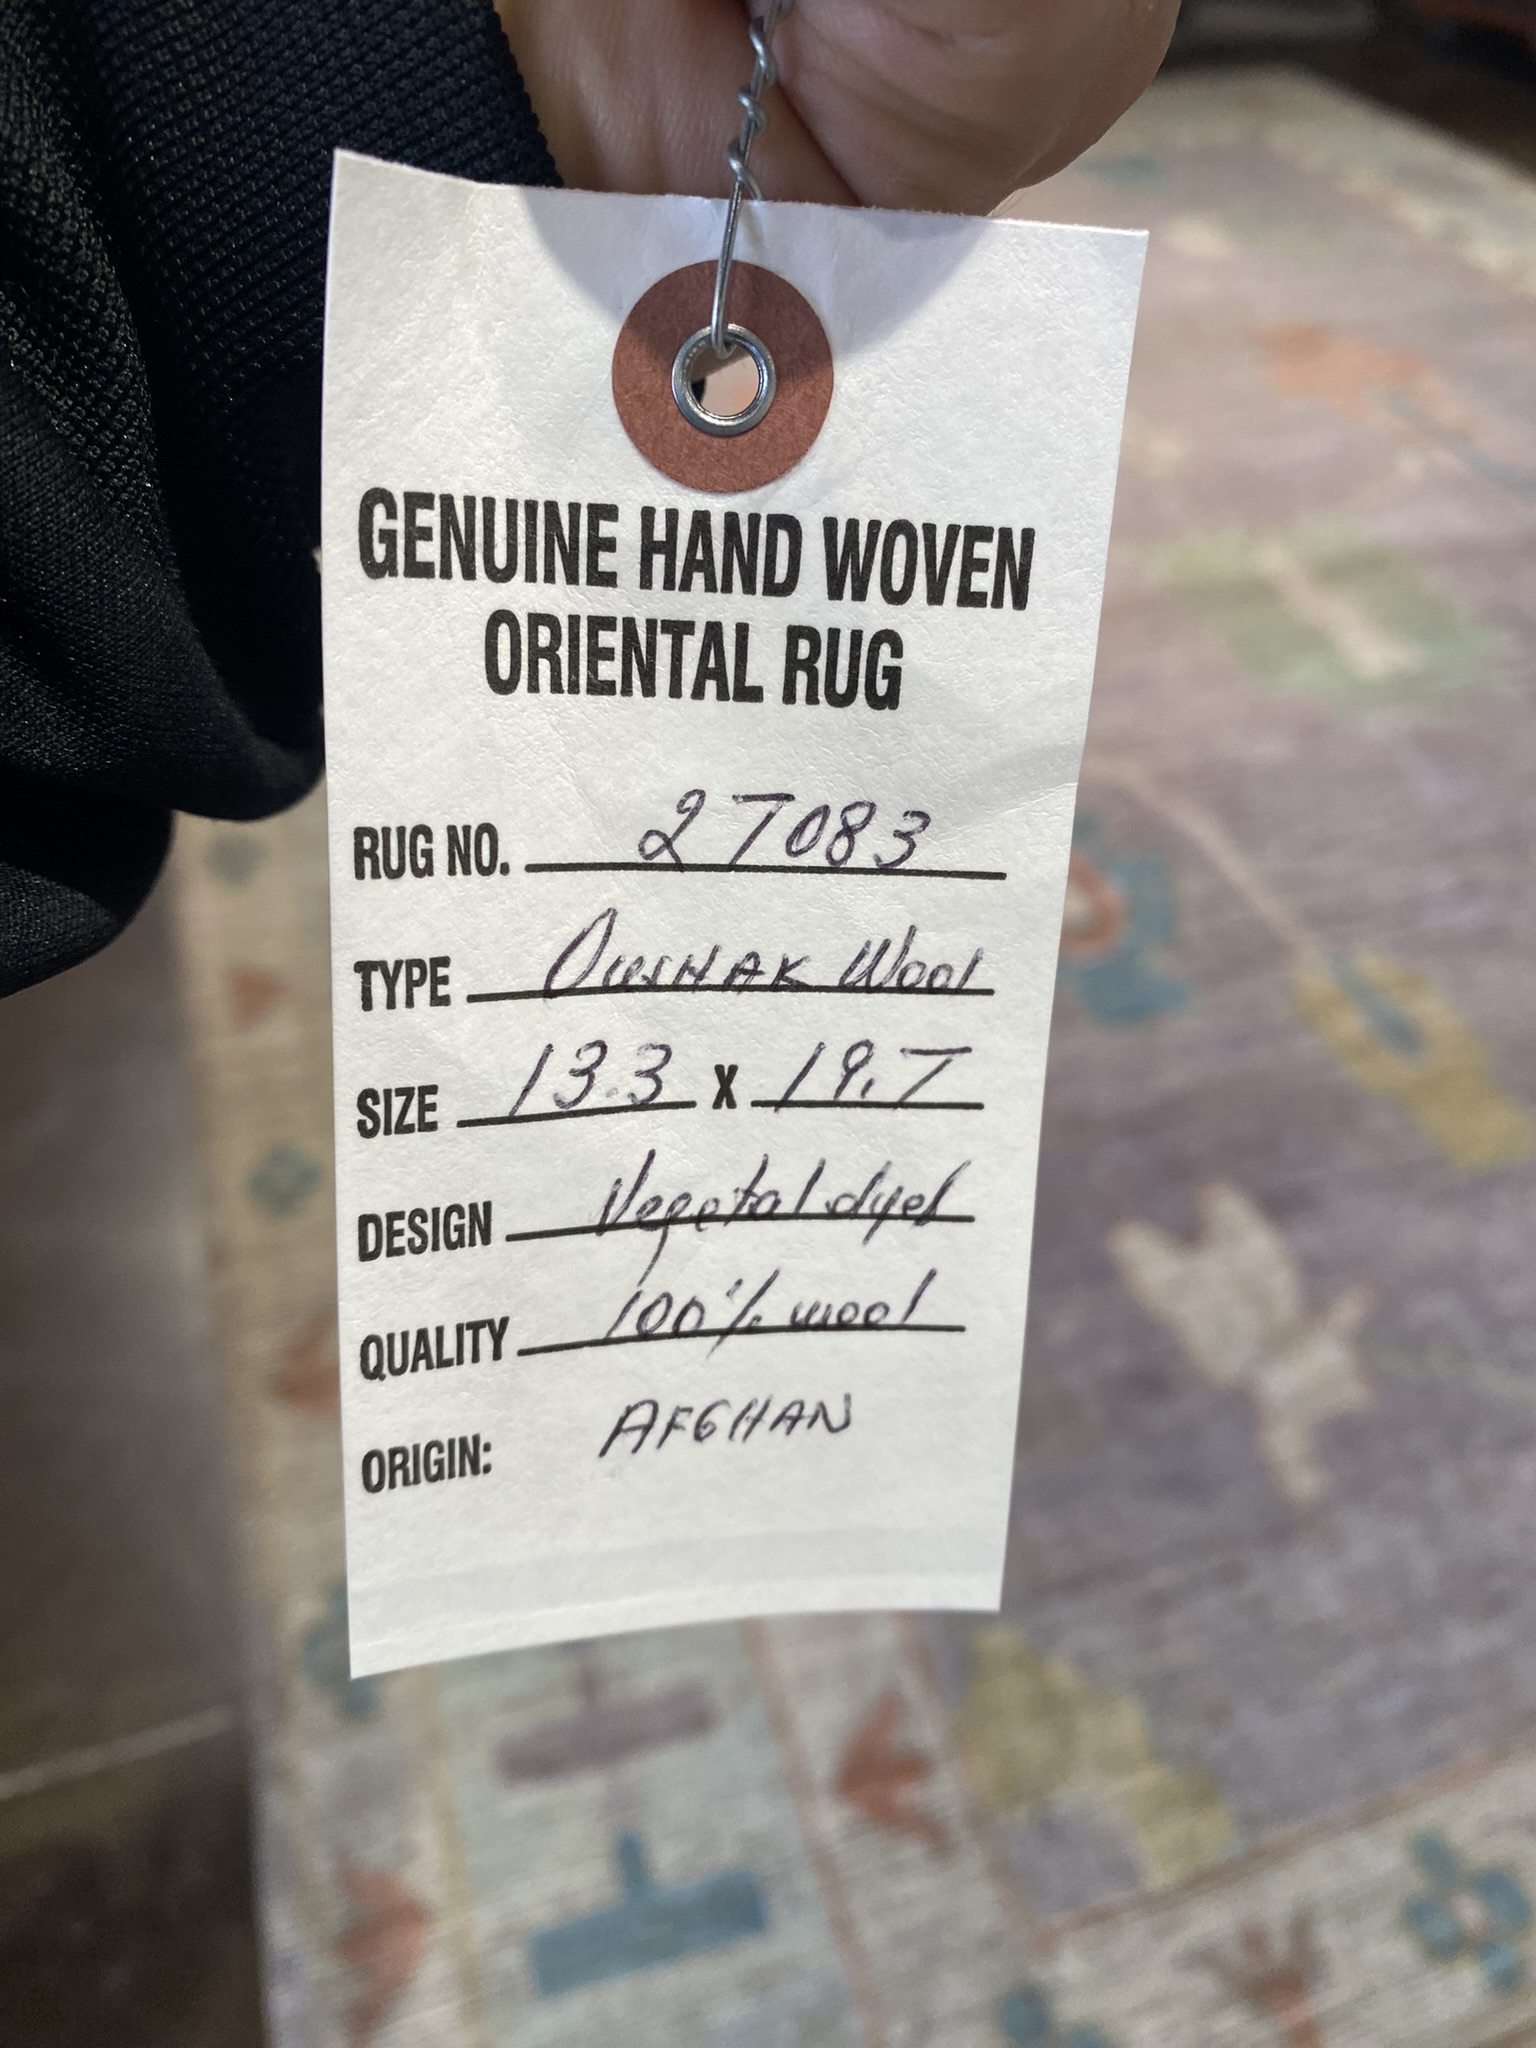 GENUINE HAND WOVEN
ORIENTAL RUG
RUG NO. 27083
TYPE OUSHAK Wool
SIZE 13.3 X 19.7
DESIGN Vegetal dyed
QUALITY 100% wool
ORIGIN: AFGHAN